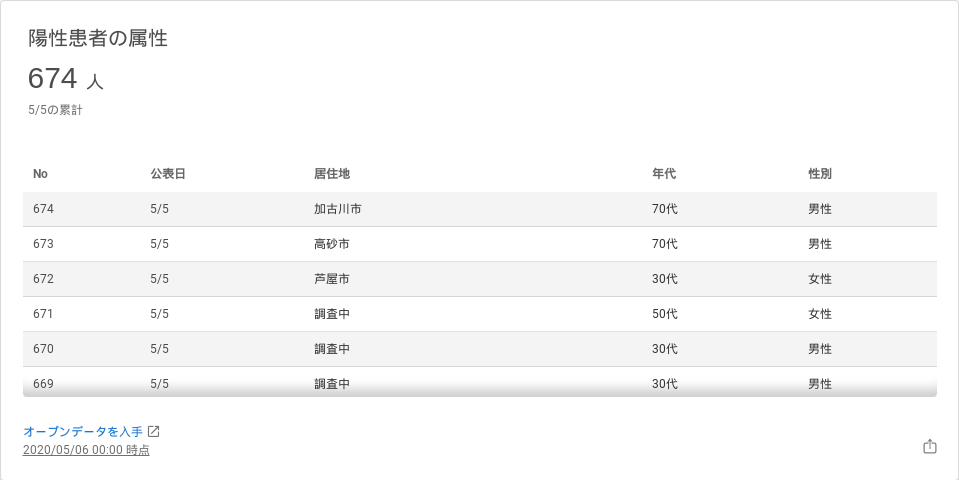 陽性患者の属性
674 人
5/5の累計
No 公表日 居住地 年代 性別
674 5/5 加古川市 70代 男性
673 5/5 高砂市 70代 男性
672 5/5 芦屋市 30代 女性
671 5/5 調査中 50代 女性
670 5/5 調査中 30代 男性
669 5/5 調査中 30代 男性
オープンデータを入手
2020/05/06 00:00 時点